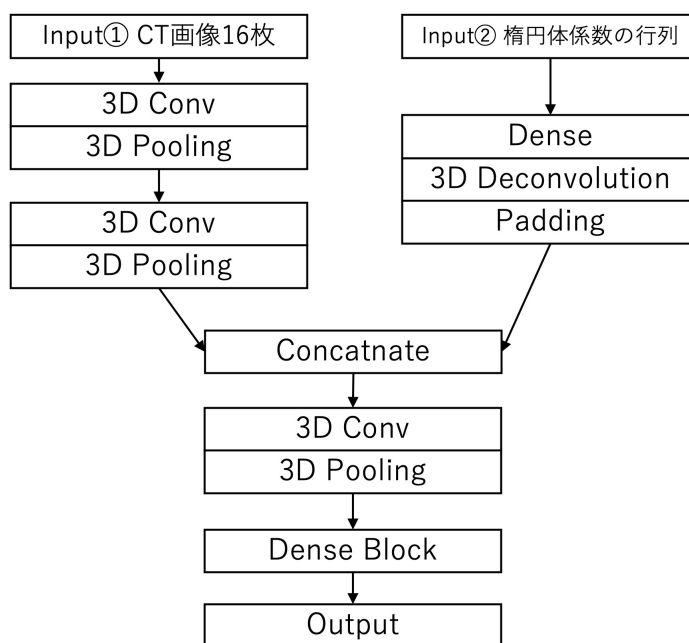 Input① CT画像16枚
3D Conv
3D Pooling
3D Conv
3D Pooling
Input② 楕円体係数の行列
Dense
3D Deconvolution
Padding
Concatnate
3D Conv
3D Pooling
Dense Block
Output